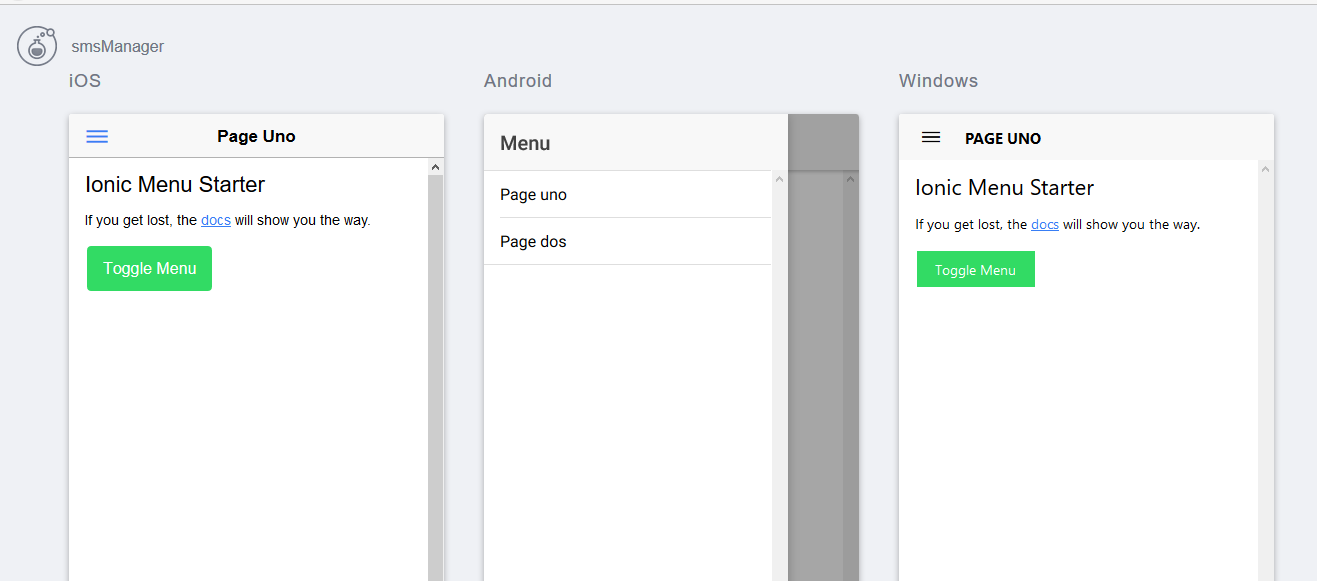 smsManager
iOS
Page Uno
Ionic Menu Starter
If you get lost, the docs will show you the way.
Toggle Menu
Android
Menu
Page uno
Page dos
Windows
PAGE UNO
Ionic Menu Starter
If you get lost, the docs will show you the way.
Toggle Menu